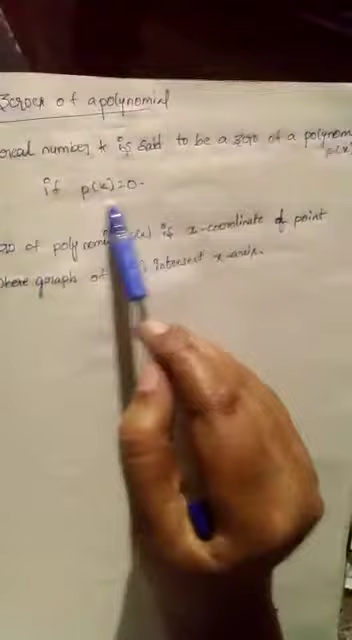 Zeroes of a polynomial
real number k is said to be a zero of a polynom
p(x)
if p(k)=0.
of polynomi (x) is x-coordinate of point
where graph of intersect x-axis.